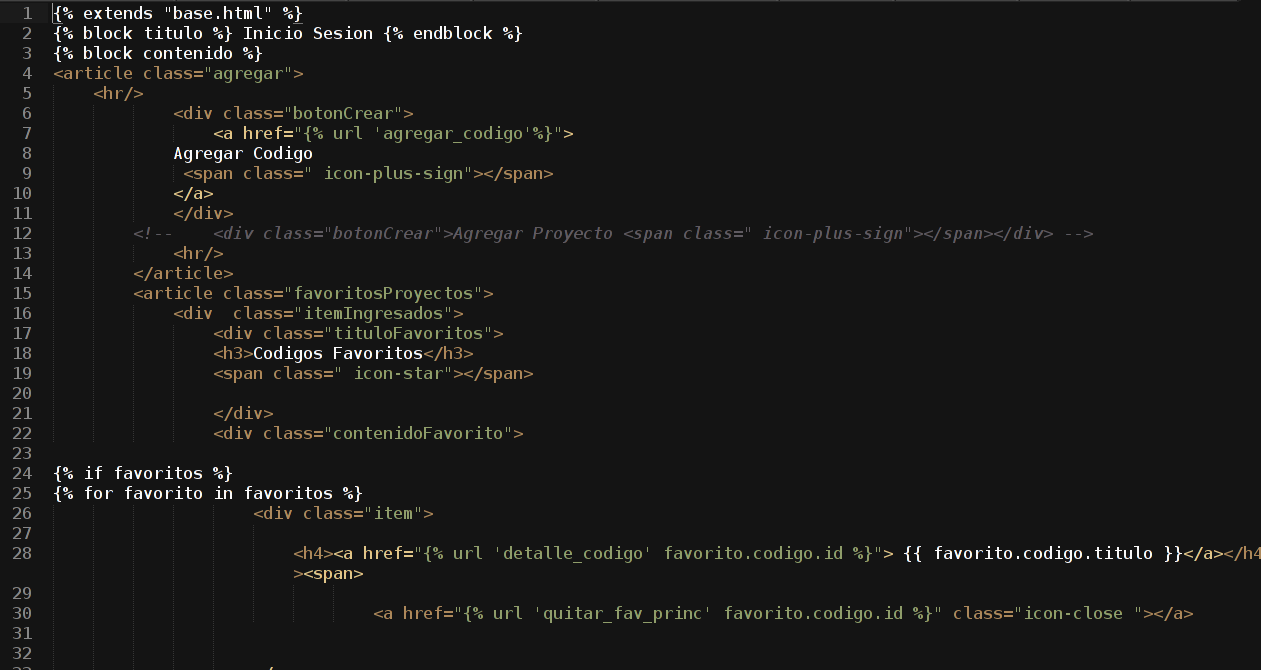 1 {% extends "base.html" %}
2 {% block titulo %} Inicio Sesion {% endblock %}
3 {% block contenido %}
4 <article class="agregar">
5 <hr/>
6 <div class="botonCrear">
7 <a href="{% url 'agregar_codigo'%}">
8 Agregar Codigo
9 <span class=" icon-plus-sign"></span>
10 </a>
11 </div>
12 <!-- <div class="botonCrear">Agregar Proyecto <span class=" icon-plus-sign"></span></div> -->
13 <hr/>
14 </article>
15 <article class="favoritosProyectos">
16 <div  class="itemIngresados">
17 <div class="tituloFavoritos">
18 <h3>Codigos Favoritos</h3>
19 <span class=" icon-star"></span>
20
21 </div>
22 <div class="contenidoFavorito">
23
24 {% if favoritos %}
25 {% for favorito in favoritos %}
26 <div class="item">
27
28 <h4><a href="{% url 'detalle_codigo' favorito.codigo.id %}"> {{ favorito.codigo.titulo }}</a></h4
><span>
29
30 <a href="{% url 'quitar_fav_princ' favorito.codigo.id %}" class="icon-close "></a>
31
32